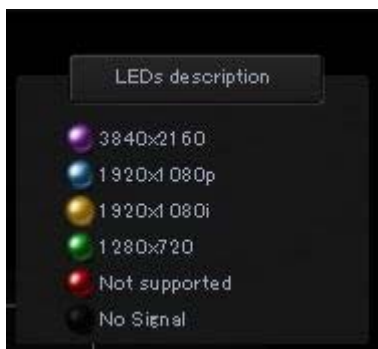 LEDs description
3840x2160
1920x1080p
1920x1080i
1280x720
Not supported
No Signal